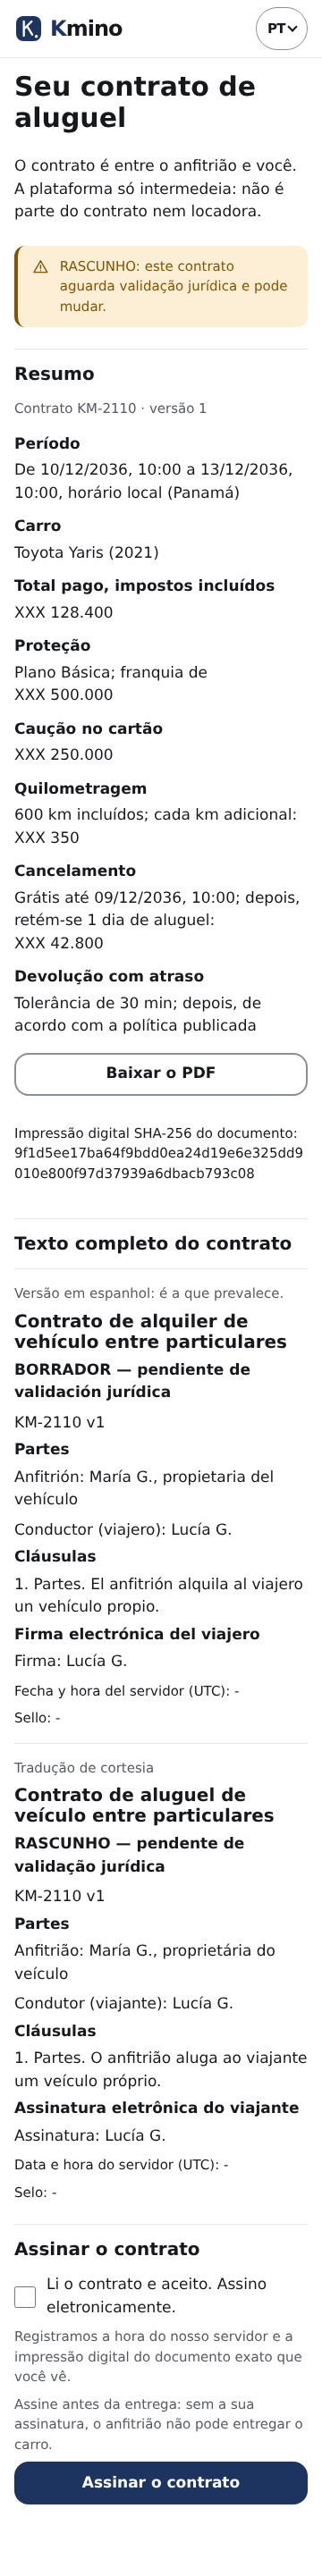 Kmino
PT
Seu contrato de
aluguel
O contrato é entre o anfitrião e você.
A plataforma só intermedeia: não é
parte do contrato nem locadora.
RASCUNHO: este contrato
aguarda validação jurídica e pode
mudar.
Resumo
Contrato KM-2110 · versão 1
Período
De 10/12/2036, 10:00 a 13/12/2036,
10:00, horário local (Panamá)
Carro
Toyota Yaris (2021)
Total pago, impostos incluídos
XXX 128.400
Proteção
Plano Básica; franquia de
XXX 500.000
Caução no cartão
XXX 250.000
Quilometragem
600 km incluídos; cada km adicional:
XXX 350
Cancelamento
Grátis até 09/12/2036, 10:00; depois,
retém-se 1 dia de aluguel:
XXX 42.800
Devolução com atraso
Tolerância de 30 min; depois, de
acordo com a política publicada
Baixar o PDF
Impressão digital SHA-256 do documento:
9f1d5ee17ba64f9bdd0ea24d19e6e325dd9
010e800f97d37939a6dbacb793c08
Texto completo do contrato
Versão em espanhol: é a que prevalece.
Contrato de alquiler de
vehículo entre particulares
BORRADOR — pendiente de
validación jurídica
KM-2110 v1
Partes
Anfitrión: María G., propietaria del
vehículo
Conductor (viajero): Lucía G.
Cláusulas
1. Partes. El anfitrión alquila al viajero
un vehículo propio.
Firma electrónica del viajero
Firma: Lucía G.
Fecha y hora del servidor (UTC): -
Sello: -
Tradução de cortesia
Contrato de aluguel de
veículo entre particulares
RASCUNHO — pendente de
validação jurídica
KM-2110 v1
Partes
Anfitrião: María G., proprietária do
veículo
Condutor (viajante): Lucía G.
Cláusulas
1. Partes. O anfitrião aluga ao viajante
um veículo próprio.
Assinatura eletrônica do viajante
Assinatura: Lucía G.
Data e hora do servidor (UTC): -
Selo: -
Assinar o contrato
Li o contrato e aceito. Assino
eletronicamente.
Registramos a hora do nosso servidor e a
impressão digital do documento exato que
você vê.
Assine antes da entrega: sem a sua
assinatura, o anfitrião não pode entregar o
carro.
Assinar o contrato